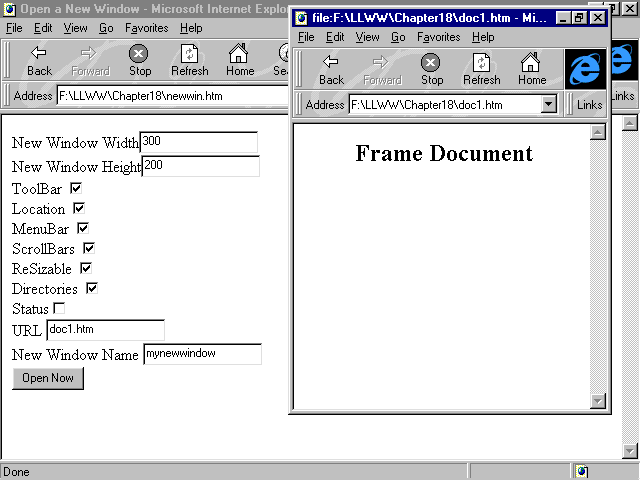 Open a New Window - Microsoft Internet Explo
File Edit View Go Favorites Help
Back Forward Stop Refresh Home
Address F:\LLWW\Chapter18\newwin.htm
Links
New Window Width 300
New Window Height 200
ToolBar
Location
MenuBar
ScrollBars
ReSizable
Directories
Status
URL doc1.htm
New Window Name mynewwindow
Open Now
Done
file:F:\LLWW\Chapter18\doc1.htm - Mi...
File Edit View Go Favorites Help
Back Forward Stop Refresh Home
Address F:\LLWW\Chapter18\doc1.htm Links
Frame Document